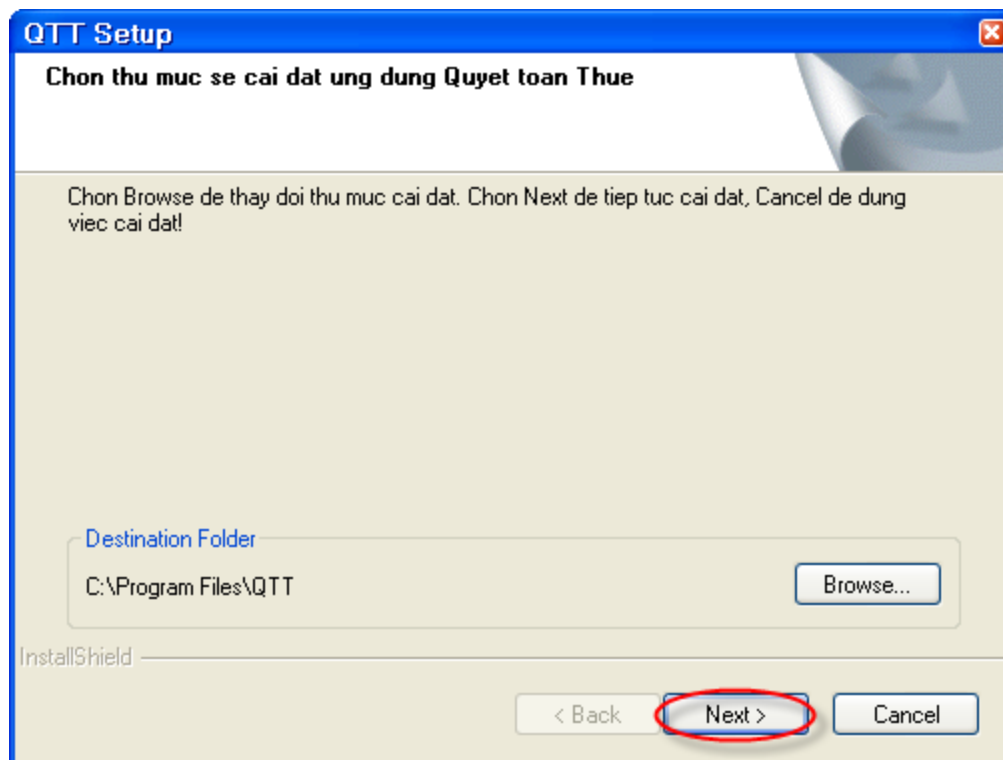 QTT Setup
Chon thu muc se cai dat ung dung Quyet toan Thue
Chon Browse de thay doi thu muc cai dat. Chon Next de tiep tuc cai dat, Cancel de dung
viec cai dat!
Destination Folder
C:\Program Files\QTT
Browse...
InstallShield
< Back
Next >
Cancel